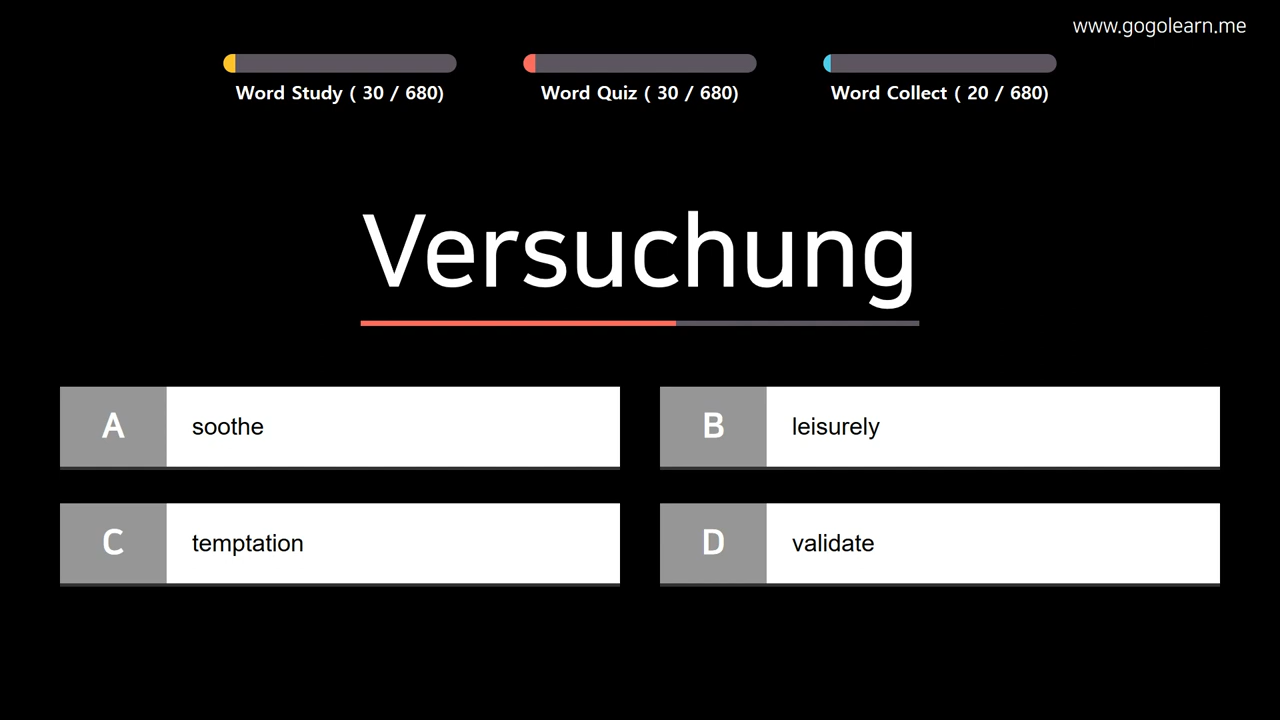 www.gogolearn.me
Word Study ( 30 / 680)
Word Quiz ( 30 / 680)
Word Collect ( 20 / 680)
Versuchung
A soothe
B leisurely
C temptation
D validate